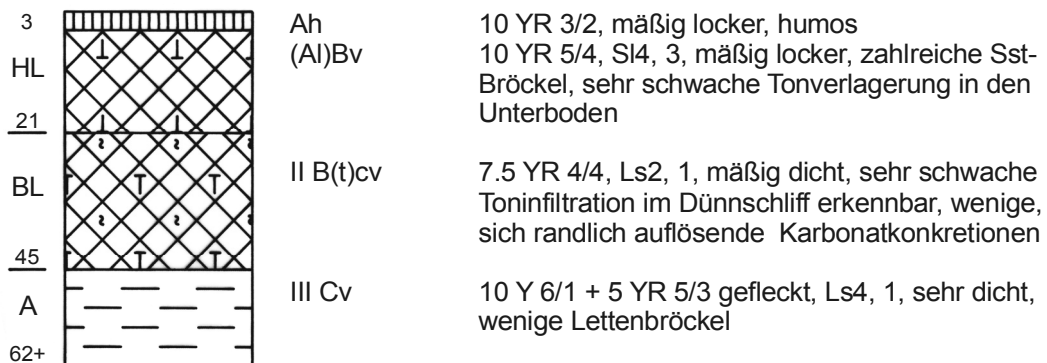 3 Ah 10 YR 3/2, mäßig locker, humos
HL (Al)Bv 10 YR 5/4, Sl4, 3, mäßig locker, zahlreiche Sst-
Bröckel, sehr schwache Tonverlagerung in den
21 Unterboden
BL II B(t)cv 7.5 YR 4/4, Ls2, 1, mäßig dicht, sehr schwache
Toninfiltration im Dünnschliff erkennbar, wenige,
sich randlich auflösende Karbonatkonkretionen
45
A III Cv 10 Y 6/1 + 5 YR 5/3 gefleckt, Ls4, 1, sehr dicht,
wenige Lettenbröckel
62+